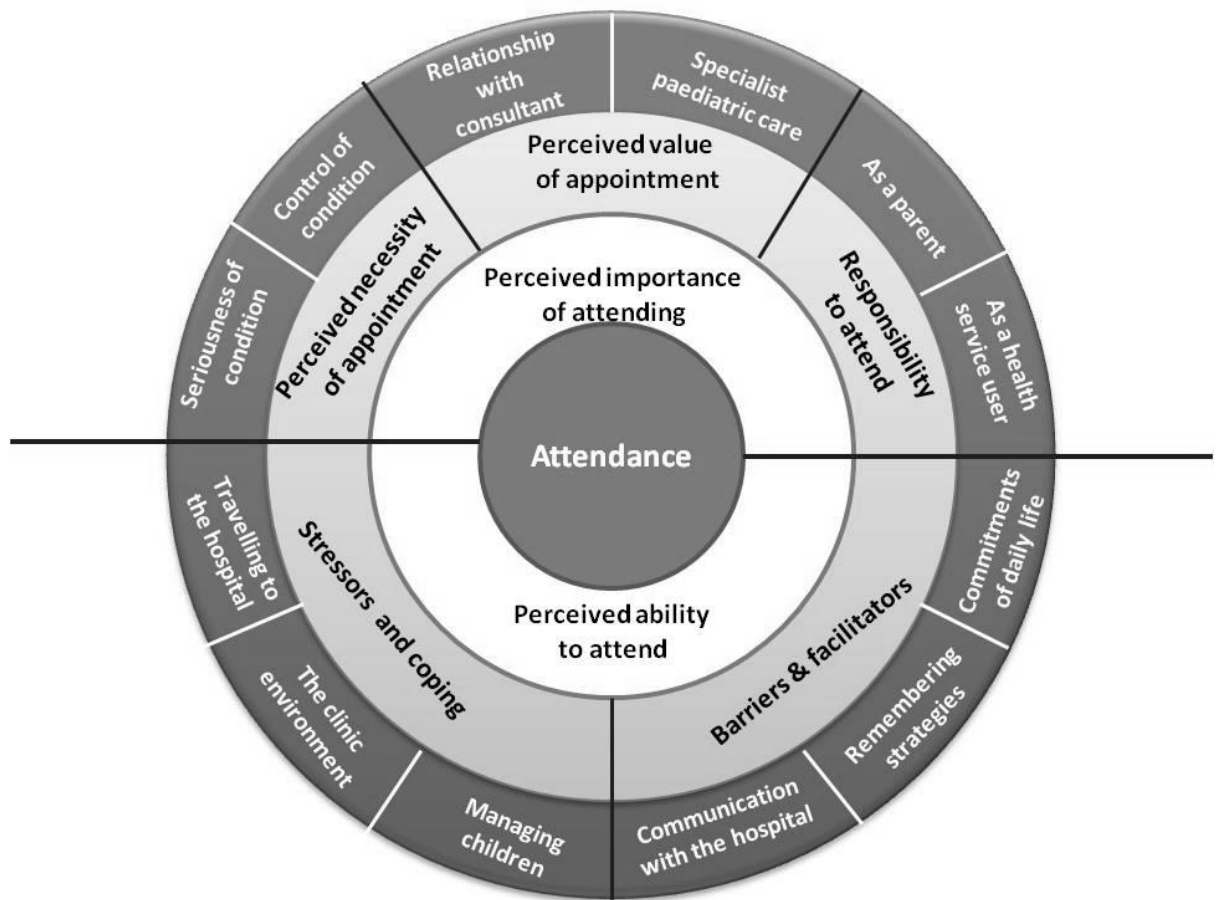 Relationship
with
consultant
Specialist
paediatric care
Control of
condition
Perceived value
of appointment
As a parent
Seriousness of
condition
Perceived necessity
of appointment
Perceived importance
of attending
Responsibility
to attend
As a health
service user
Attendance
Travelling to
the hospital
Stressors and coping
Perceived ability
to attend
Barriers & facilitators
Commitments
of daily life
The clinic
environment
Remembering
strategies
Managing
children
Communication
with the hospital